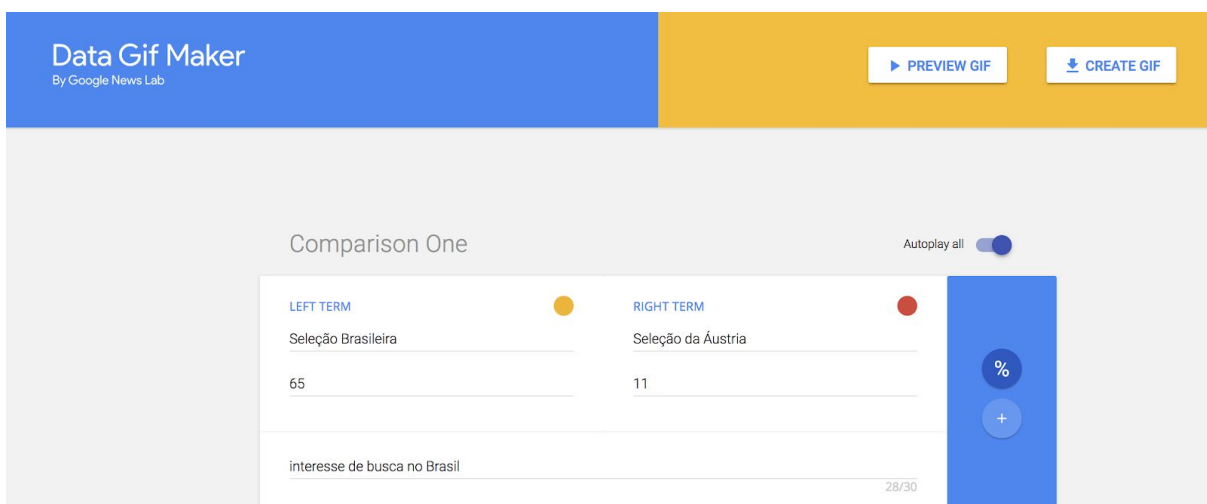 Data Gif Maker
By Google News Lab
PREVIEW GIF
CREATE GIF
Comparison One
Autoplay all
LEFT TERM
RIGHT TERM
Seleção Brasileira
Seleção da Áustria
65
11
%
+
interesse de busca no Brasil
28/30